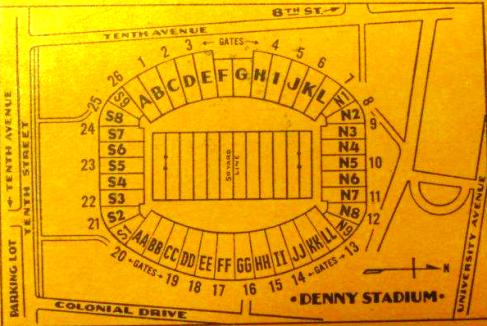 8TH ST.
TENTH AVENUE
← GATES →
1 2 3 4 5 6 7 8 9 10 11 12 13 14 15 16 17 18 19 20 21 22 23 24 25 26
A B C D E F G H I J K L
S9 S8 S7 S6 S5 S4 S3 S2 S1
N1 N2 N3 N4 N5 N6 N7 N8 N9
50 YARD LINE
AA BB CC DD EE FF GG HH II JJ KK LL
←GATES→
←GATES→
← TENTH AVENUE
TENTH STREET
PARKING LOT
COLONIAL DRIVE
UNIVERSITY AVENUE
N
·DENNY STADIUM·